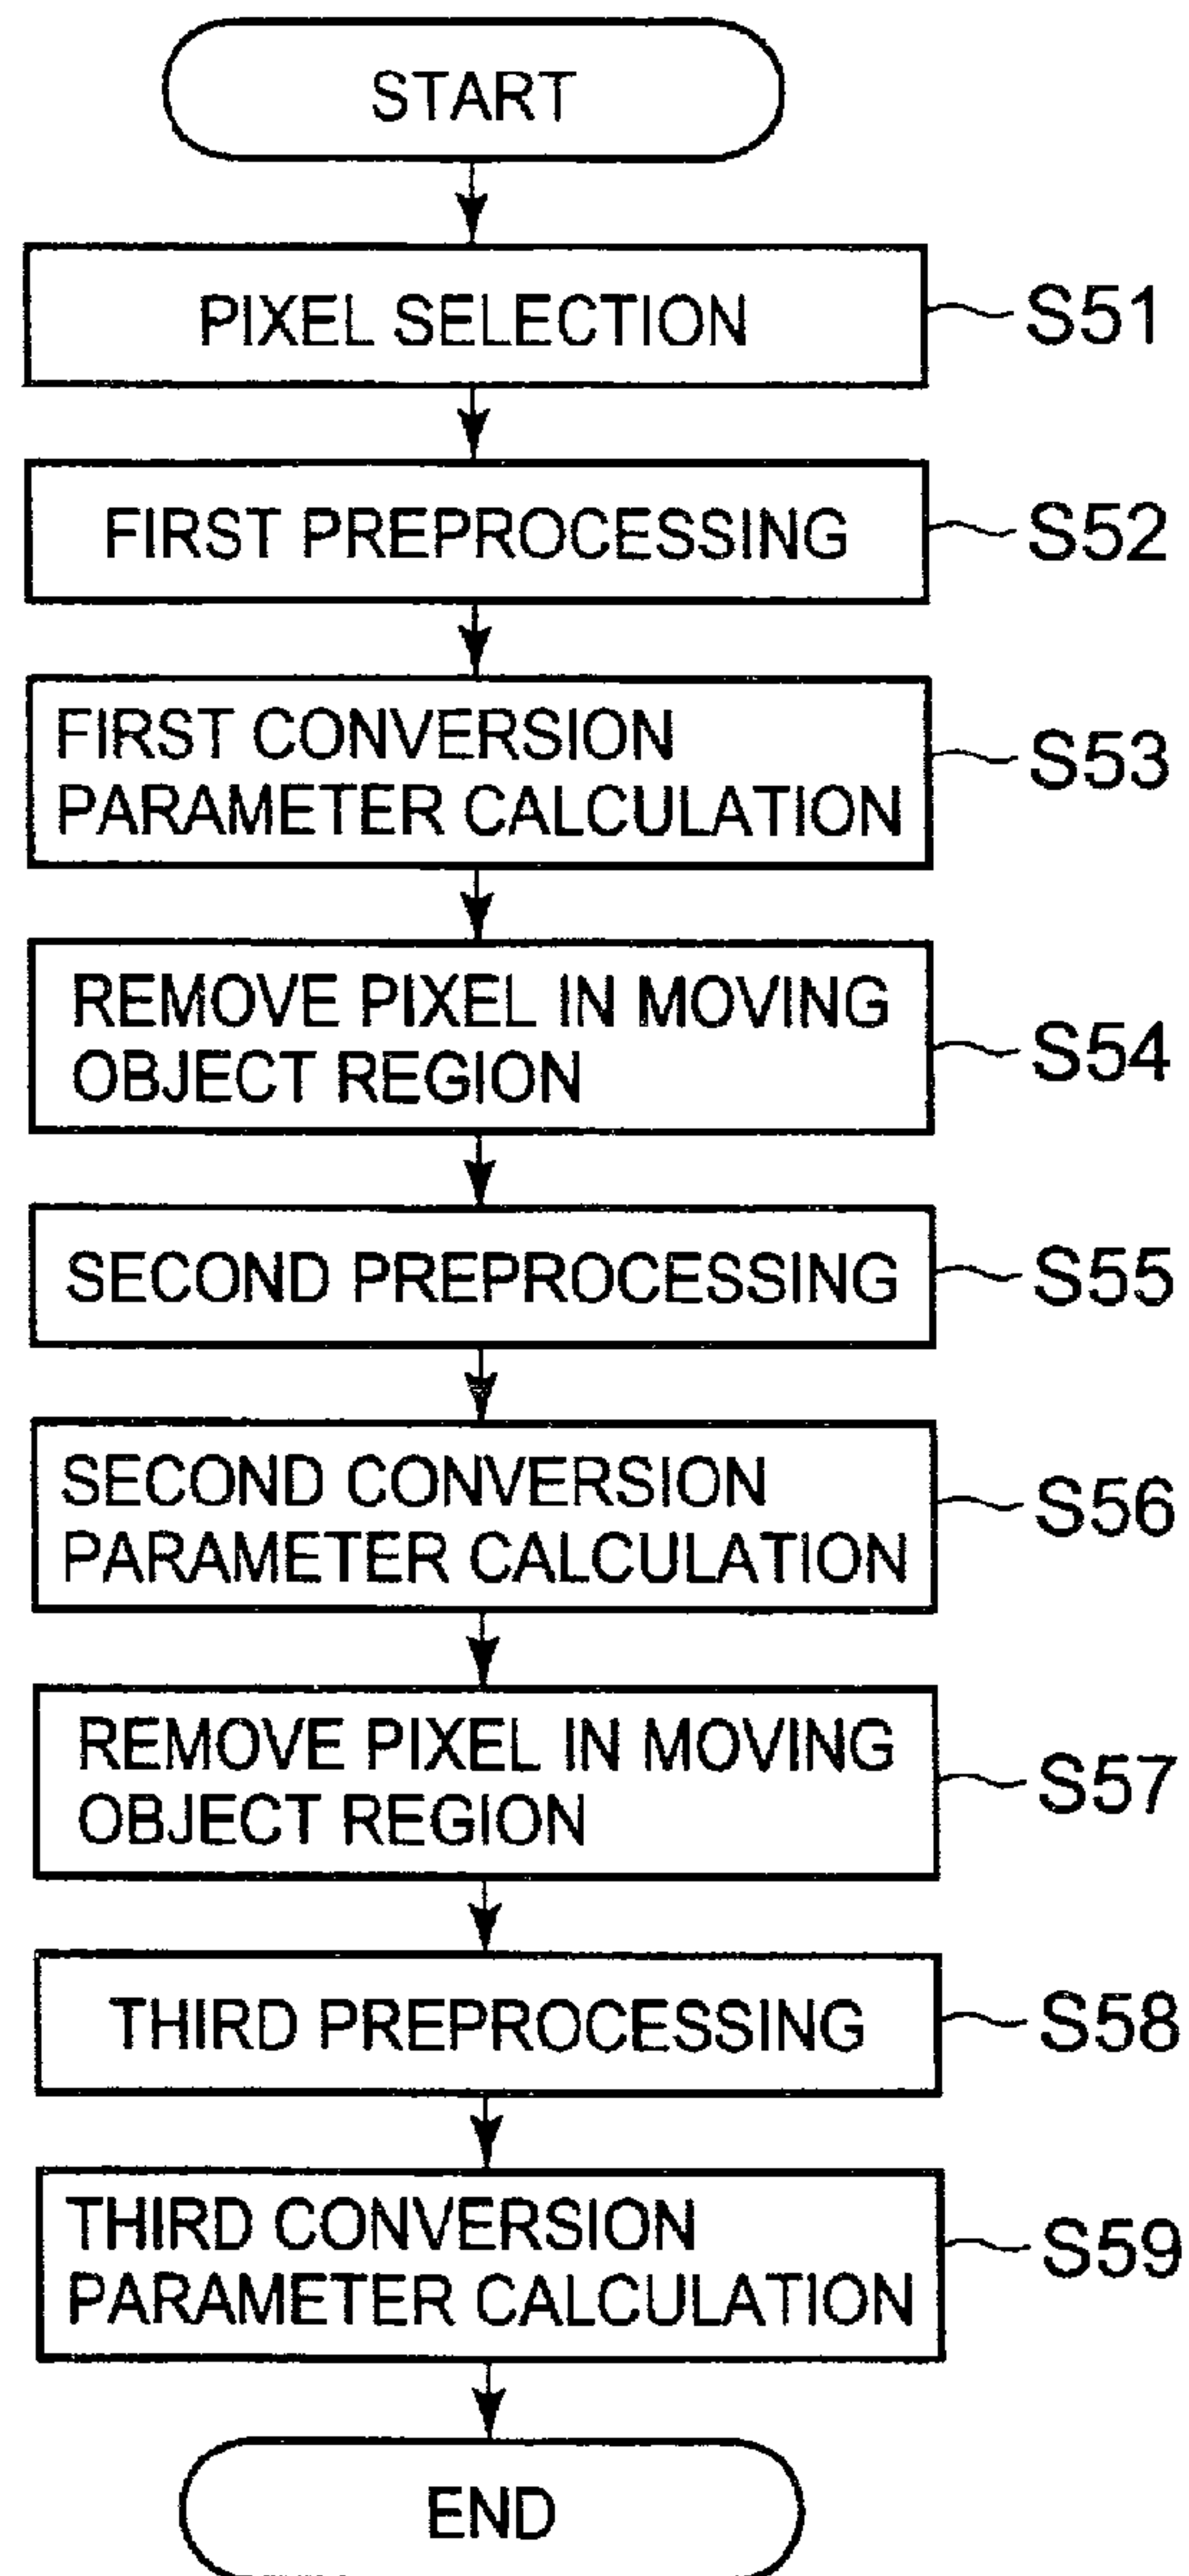 START
PIXEL SELECTION
S51
FIRST PREPROCESSING
S52
FIRST CONVERSION
PARAMETER CALCULATION
S53
REMOVE PIXEL IN MOVING
OBJECT REGION
S54
SECOND PREPROCESSING
S55
SECOND CONVERSION
PARAMETER CALCULATION
S56
REMOVE PIXEL IN MOVING
OBJECT REGION
S57
THIRD PREPROCESSING
S58
THIRD CONVERSION
PARAMETER CALCULATION
S59
END